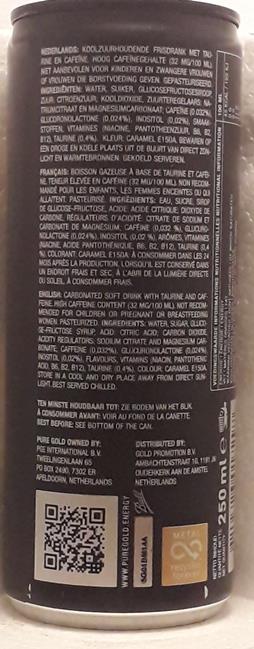 NEDERLANDS: KOOLZUURHOUDENDE FRISDRANK MET TAU-
RINE EN CAFEÏNE. HOOG CAFEÏNEGEHALTE (32 MG/100 ML)
NIET AANBEVOLEN VOOR KINDEREN EN ZWANGERE VROUWEN
OF VROUWEN DIE BORSTVOEDING GEVEN. GEPASTEURISEERD.
INGREDIËNTEN: WATER, SUIKER, GLUCOSEFRUCTOSESIROOP
ZUUR: CITROENZUUR, KOOLDIOXIDE, ZUURTEREGELAARS: NA-
TRIUMCITRAAT EN MAGNESIUMCARBONAAT; CAFEÏNE (0.032%),
GLUCORONOLACTONE (0.024%), INOSITOL (0.02%), SMAAK-
STOFFEN, VITAMINES (NIACINE, PANTOTHEENZUUR, B6, B2,
B12), TAURINE (0,4%). KLEUR: CARAMEL E150A. BEWAREN OP
EEN DROGE EN KOELE PLAATS UIT DE BUURT VAN DIRECT ZON-
LICHT EN WARMTEBRONNEN. GEKOELD SERVEREN.
FRANÇAIS: BOISSON GAZEUSE À BASE DE TAURINE ET CAFÉI-
NE, TENEUR ÉLEVÉE EN CAFÉINE (32 MG/100 ML) NON RECOM-
MANDÉ POUR LES ENFANTS, LES FEMMES ENCEINTES OU QUI
ALLAITENT. PASTEURISÉ. INGRÉDIENTS: EAU, SUCRE, SIROP
DE GLUCOSE-FRUCTOSE, ACIDE: ACIDE CITRIQUE; DIOXYDE DE
CARBONE, RÉGULATEURS D'ACIDITÉ: CITRATE DE SODIUM ET
CARBONATE DE MAGNÉSIUM, CAFÉINE (0,032 %), GLUCURO-
NOLACTONE (0.024%), INOSITOL (0,02 %), ARÔMES, VITAMINES
(NIACINE, ACIDE PANTOTHÉNIQUE, B6, B2, B12), TAURINE (0,4
%), COLORANT: CARAMEL E150A. À CONSOMMER DANS LES 24
MOIS APRÈS LA PRODUCTION, LORSQU'IL EST CONSERVÉ DANS
UN ENDROIT FRAIS ET SEC, À L'ABRI DE LA LUMIÈRE DIRECTE
DU SOLEIL, À CONSOMMER FRAIS.
ENGLISH: CARBONATED SOFT DRINK WITH TAURINE AND CAF-
FEINE. HIGH CAFFEINE CONTENT (32 MG/100 ML) NOT RECOM-
MENDED FOR CHILDREN OR PREGNANT OR BREASTFEEDING
WOMEN. PASTEURIZED. INGREDIENTS: WATER, SUGAR, GLUCO-
SE-FRUCTOSE SYRUP, ACID: CITRIC ACID; CARBON DIOXIDE,
ACIDITY REGULATORS: SODIUM CITRATE AND MAGNESIUM CAR-
BONATE; CAFFEINE (0.032%), GLUCURONOLACTONE (0.024%),
INOSITOL (0.02%), FLAVOURS, VITAMINS (NIACIN, PANTOTHENIC
ACID, B6, B2, B12), TAURINE (0.4%), COLOUR: CARAMEL E150A.
STORE IN A COOL AND DRY PLACE AWAY FROM DIRECT SUN-
LIGHT. BEST SERVED CHILLED.
TEN MINSTE HOUDBAAR TOT: ZIE BODEM VAN HET BLIK.
À CONSOMMER AVANT: VOIR AU FOND DE LA CANETTE.
BEST BEFORE: SEE BOTTOM OF THE CAN.
PURE GOLD OWNED BY:
PGE INTERNATIONAL B.V.
TWEELINGENLAAN 65
PO BOX 2490, 7302 ER
APELDOORN, NETHERLANDS
DISTRIBUTED BY:
GOLD PROMOTION B.V.
AMBACHTENSTRAAT 16, 1191 JM
OUDERKERK AAN DE AMSTEL
NETHERLANDS
WWW.PUREGOLD.ENERGY
METAL
recycles
forever
250 ml e
100 ML